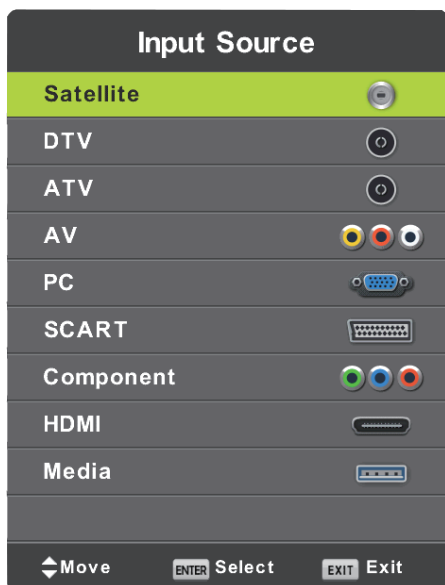 Input Source
Satellite
DTV
ATV
AV
PC
SCART
Component
HDMI
Media
Move ENTER Select EXIT Exit